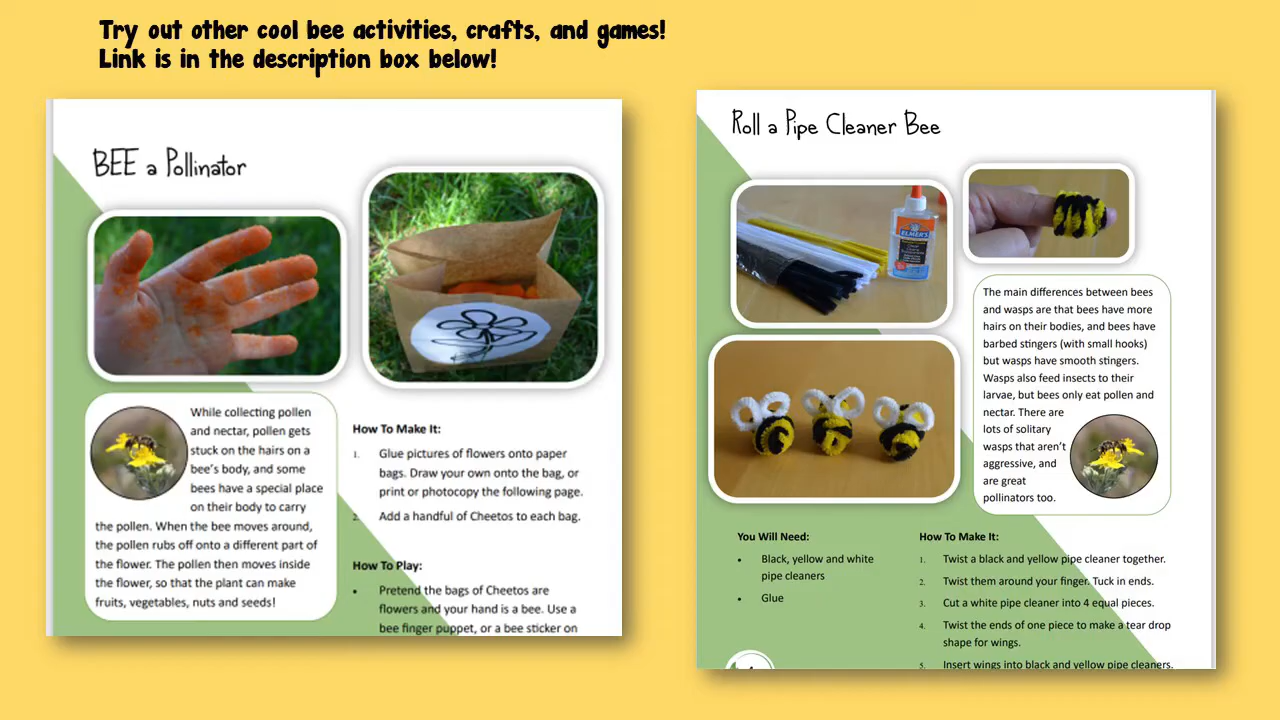 Try out other cool bee activities, crafts, and games!
Link is in the description box below!
BEE a Pollinator
While collecting pollen
and nectar, pollen gets
stuck on the hairs on a
bee's body, and some
bees have a special place
on their body to carry
the pollen. When the bee moves around,
the pollen rubs off onto a different part of
the flower. The pollen then moves inside
the flower, so that the plant can make
fruits, vegetables, nuts and seeds!
How To Make It:
1. Glue pictures of flowers onto paper
bags. Draw your own onto the bag, or
print or photocopy the following page.
2. Add a handful of Cheetos to each bag.
How To Play:
• Pretend the bags of Cheetos are
flowers and your hand is a bee. Use a
bee finger puppet, or a bee sticker on
Roll a Pipe Cleaner Bee
ELMER'S
The main differences between bees
and wasps are that bees have more
hairs on their bodies, and bees have
barbed stingers (with small hooks)
but wasps have smooth stingers.
Wasps also feed insects to their
larvae, but bees only eat pollen and
nectar. There are
lots of solitary
wasps that aren't
aggressive, and
are great
pollinators too.
You Will Need:
• Black, yellow and white
pipe cleaners
• Glue
How To Make It:
1. Twist a black and yellow pipe cleaner together.
2. Twist them around your finger. Tuck in ends.
3. Cut a white pipe cleaner into 4 equal pieces.
4. Twist the ends of one piece to make a tear drop
shape for wings.
5. Insert wings into black and yellow pipe cleaners.